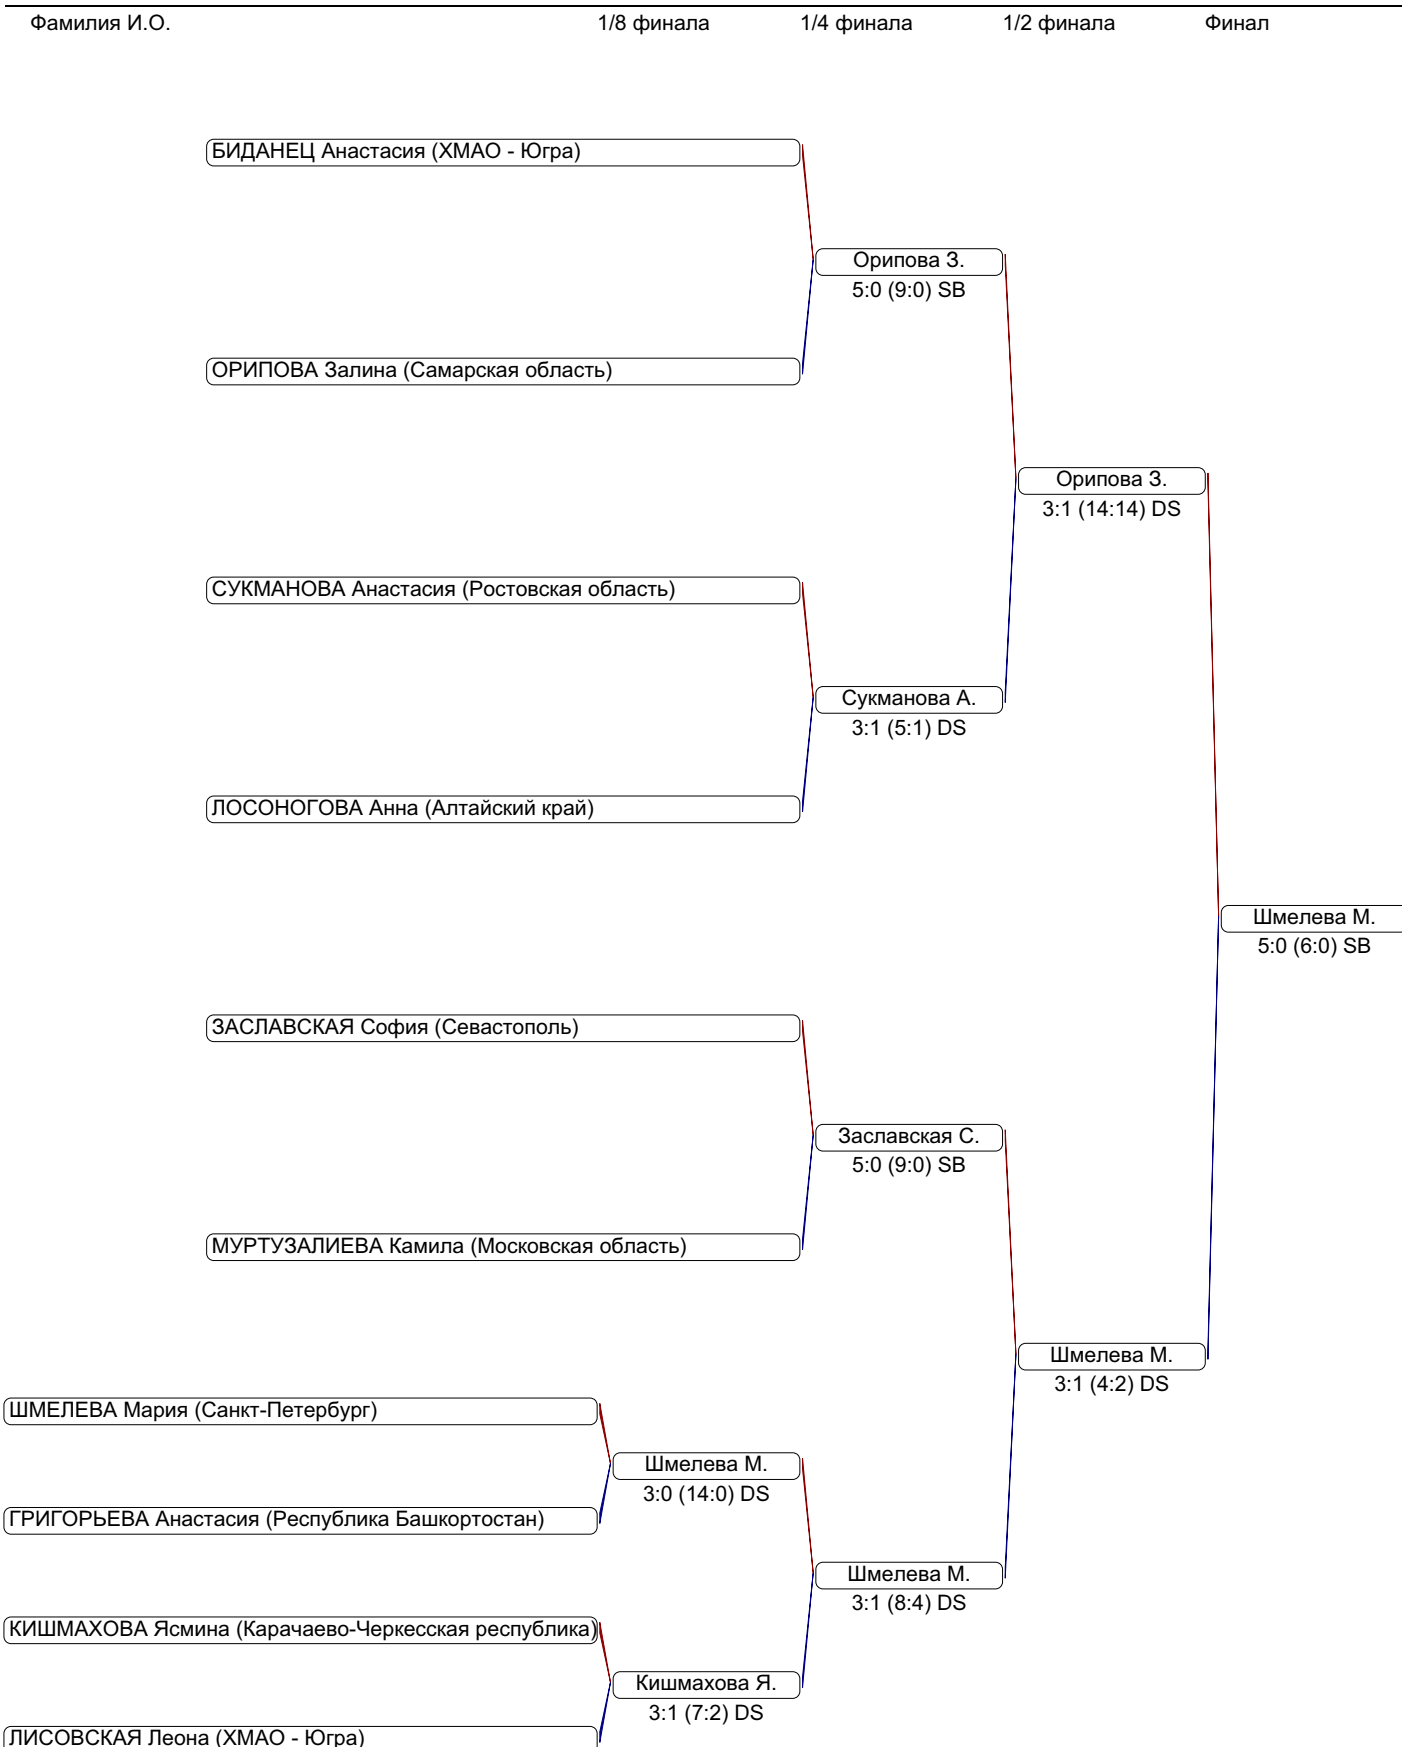 Фамилия И.О. 1/8 финала 1/4 финала 1/2 финала Финал
БИДАНЕЦ Анастасия (ХМАО - Югра)
Орипова З.
5:0 (9:0) SB
ОРИПОВА Залина (Самарская область)
Орипова З.
3:1 (14:14) DS
СУКМАНОВА Анастасия (Ростовская область)
Сукманова А.
3:1 (5:1) DS
ЛОСОНОГОВА Анна (Алтайский край)
Шмелева М.
5:0 (6:0) SB
ЗАСЛАВСКАЯ София (Севастополь)
Заславская С.
5:0 (9:0) SB
МУРТУЗАЛИЕВА Камила (Московская область)
Шмелева М.
3:1 (4:2) DS
ШМЕЛЕВА Мария (Санкт-Петербург)
Шмелева М.
3:0 (14:0) DS
ГРИГОРЬЕВА Анастасия (Республика Башкортостан)
Шмелева М.
3:1 (8:4) DS
КИШМАХОВА Ясмина (Карачаево-Черкесская республика)
Кишмахова Я.
3:1 (7:2) DS
ЛИСОВСКАЯ Леона (ХМАО - Югра)